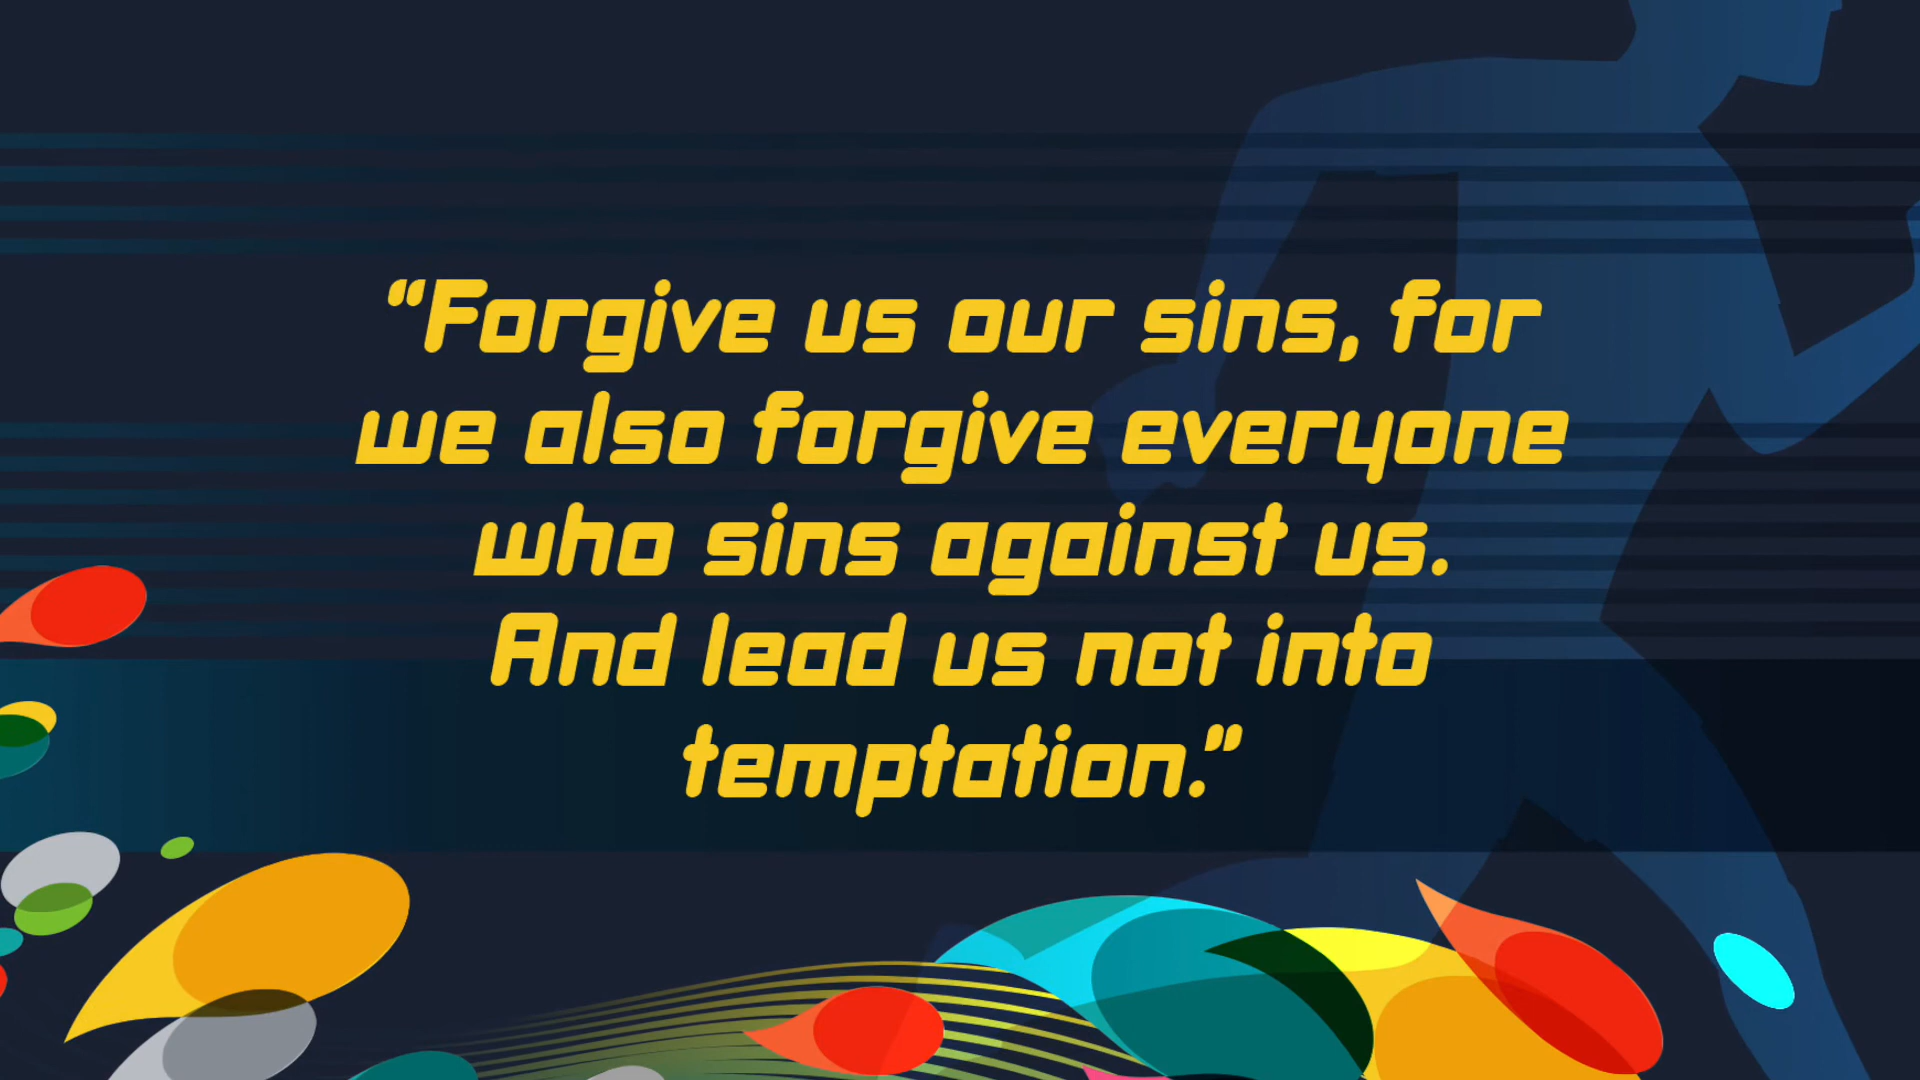 “Forgive us our sins, for
we also forgive everyone
who sins against us.
And lead us not into
temptation.”